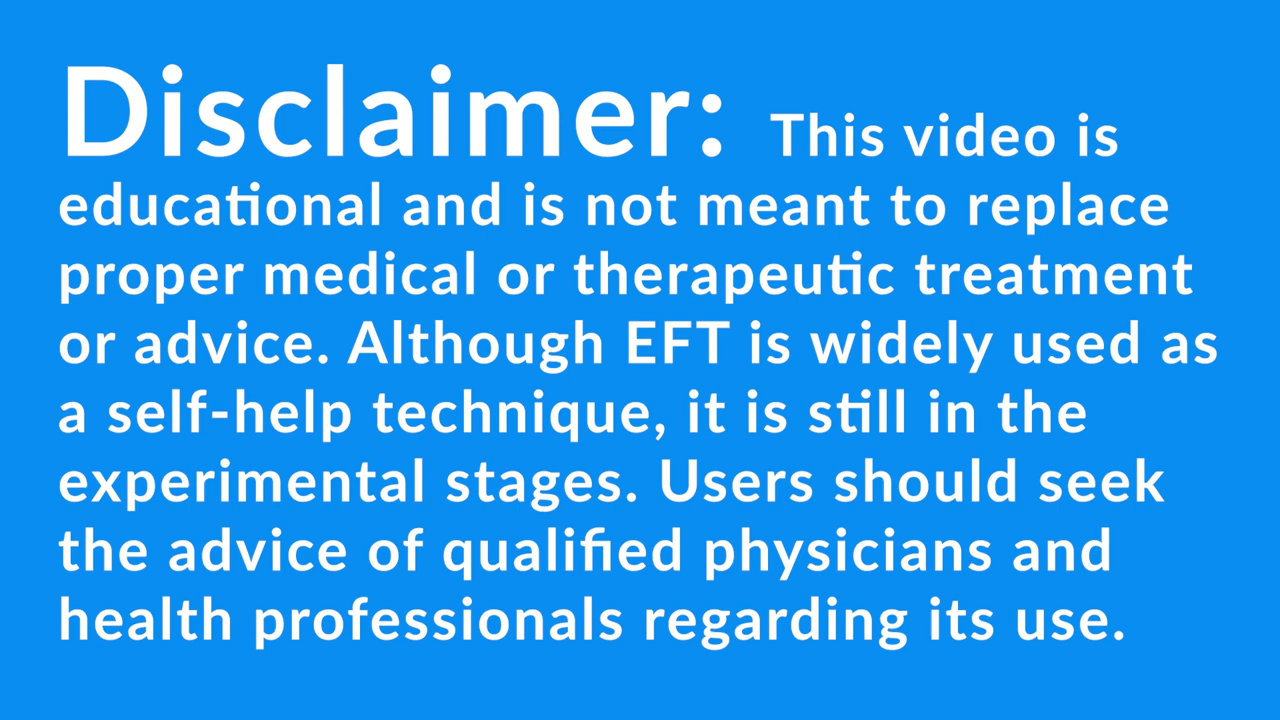 Disclaimer: This video is
educational and is not meant to replace
proper medical or therapeutic treatment
or advice. Although EFT is widely used as
a self-help technique, it is still in the
experimental stages. Users should seek
the advice of qualified physicians and
health professionals regarding its use.